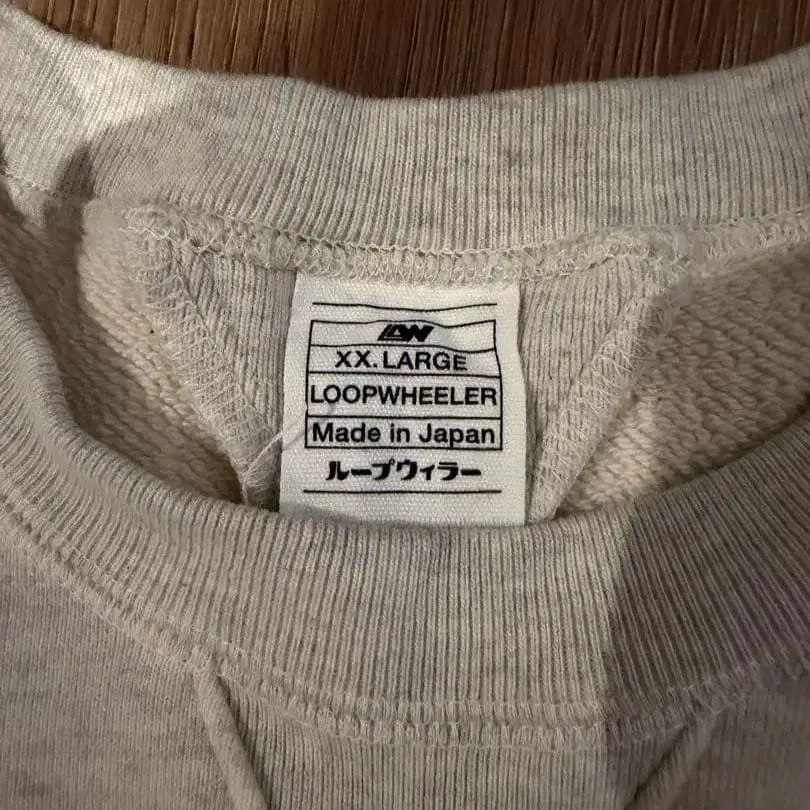 LW
XX.LARGE
LOOPWHEELER
Made in Japan
ループウィラー